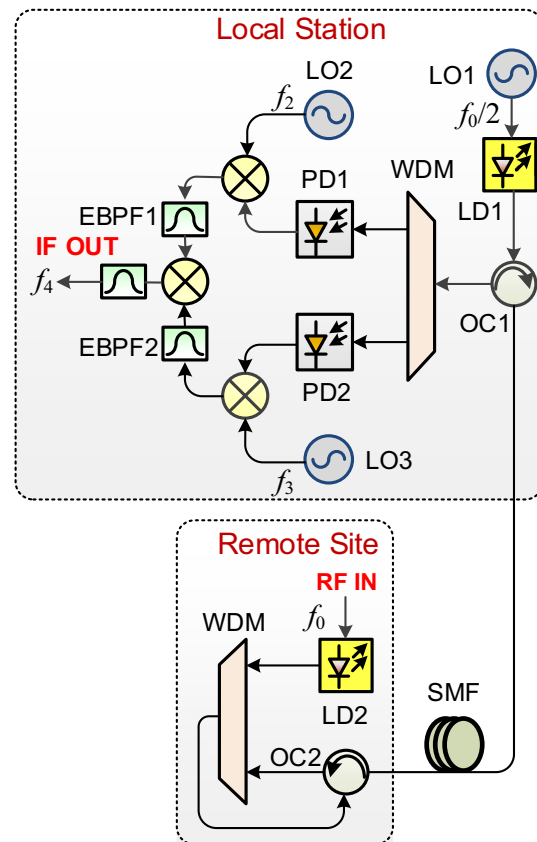 Local Station
LO2
LO1
f₂
f₀/2
WDM
PD1
EBPF1
LD1
IF OUT
f₄
OC1
EBPF2
PD2
LO3
f₃
Remote Site
RF IN
WDM
f₀
SMF
LD2
OC2